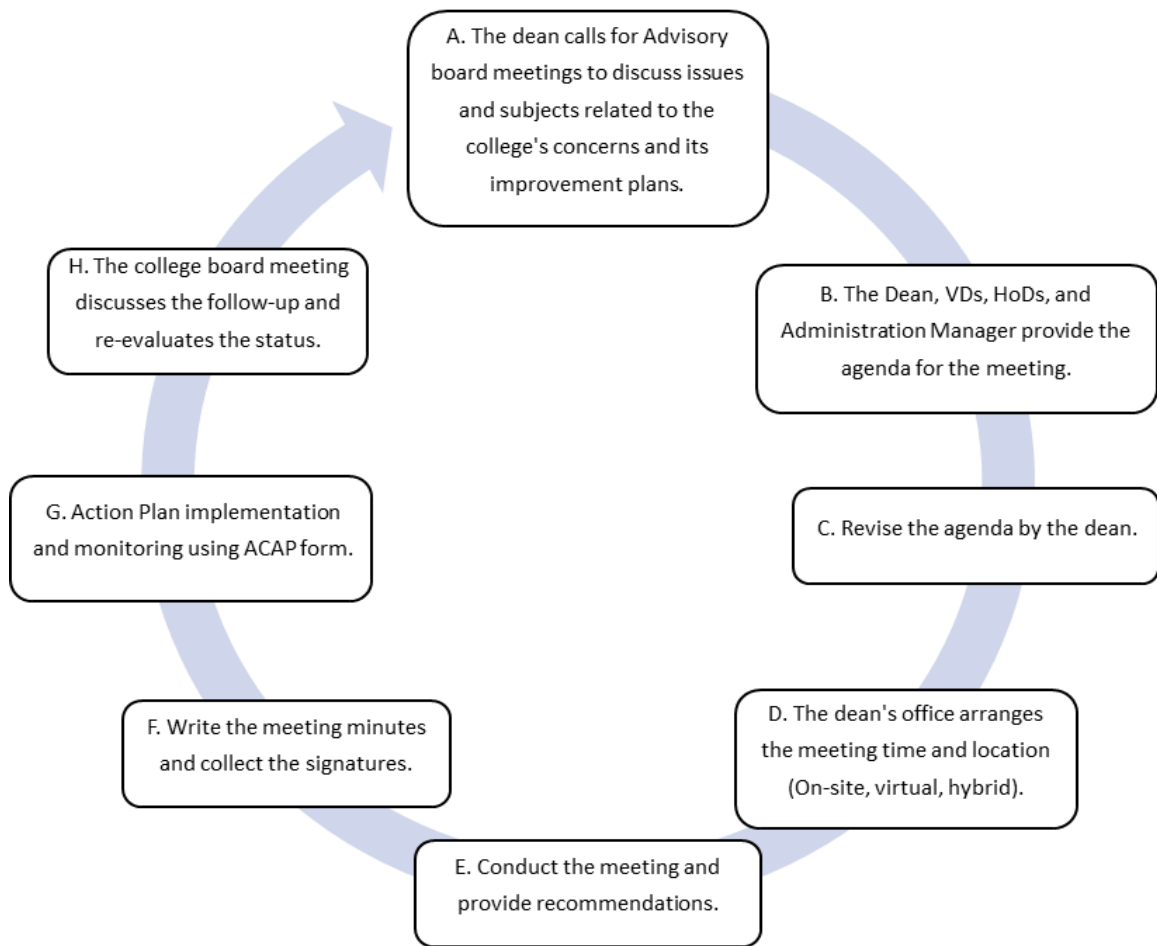 A. The dean calls for Advisory
board meetings to discuss issues
and subjects related to the
college's concerns and its
improvement plans.
B. The Dean, VDs, HoDs, and
Administration Manager provide the
agenda for the meeting.
C. Revise the agenda by the dean.
D. The dean's office arranges
the meeting time and location
(On-site, virtual, hybrid).
E. Conduct the meeting and
provide recommendations.
F. Write the meeting minutes
and collect the signatures.
G. Action Plan implementation
and monitoring using ACAP form.
H. The college board meeting
discusses the follow-up and
re-evaluates the status.